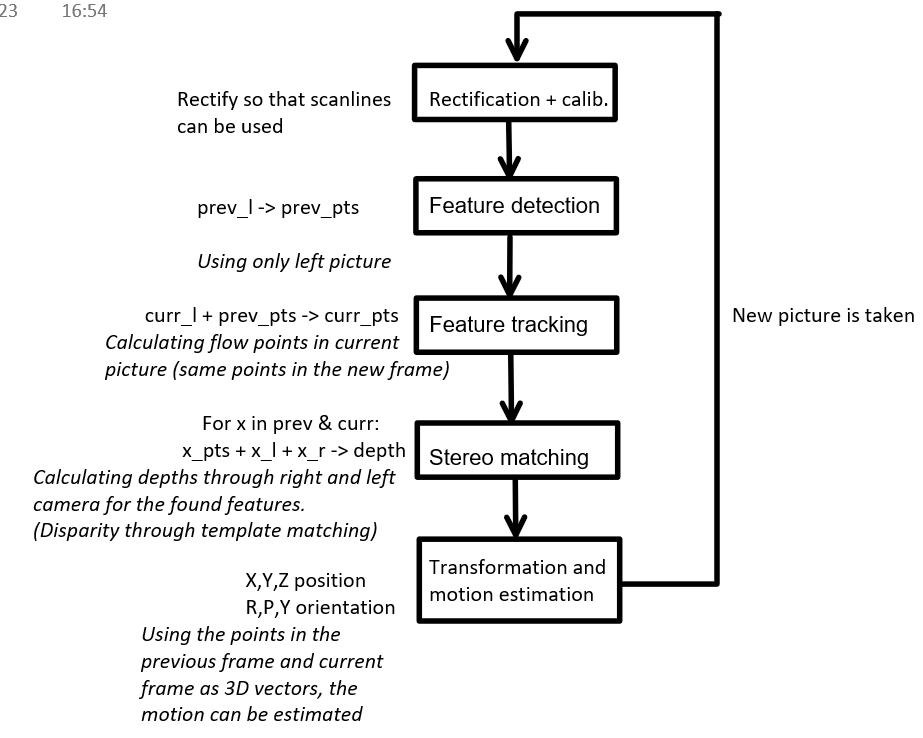 23 16:54
Rectify so that scanlines
can be used
Rectification + calib.
prev_l -> prev_pts
Using only left picture
Feature detection
curr_l + prev_pts -> curr_pts
Calculating flow points in current
picture (same points in the new frame)
Feature tracking
New picture is taken
For x in prev & curr:
x_pts + x_l + x_r -> depth
Calculating depths through right and left
camera for the found features.
(Disparity through template matching)
Stereo matching
X,Y,Z position
R,P,Y orientation
Using the points in the
previous frame and current
frame as 3D vectors, the
motion can be estimated
Transformation and
motion estimation